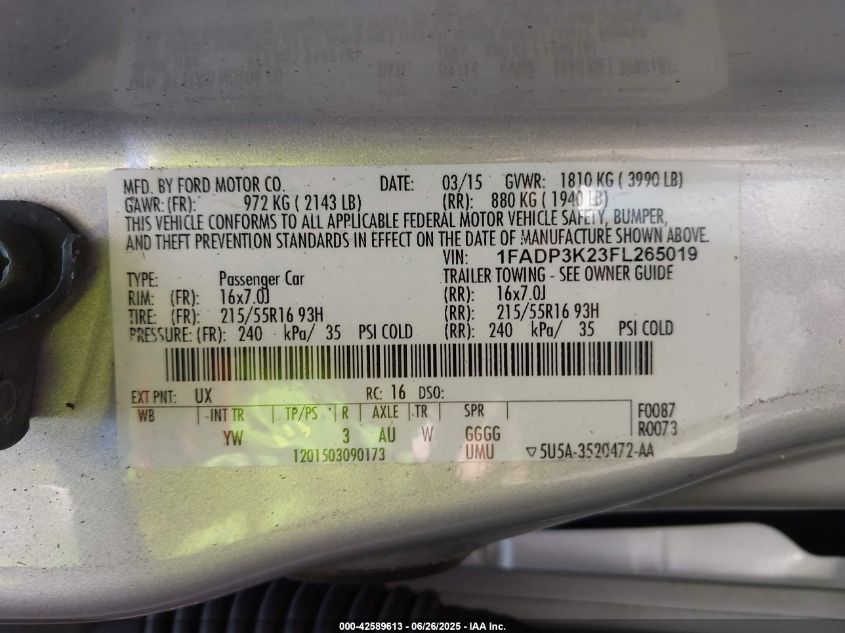 MFD. BY FORD MOTOR CO. DATE: 03/15 GVWR: 1810 KG ( 3990 LB)
GAWR: (FR): 972 KG ( 2143 LB) (RR): 880 KG ( 1940 LB)
THIS VEHICLE CONFORMS TO ALL APPLICABLE FEDERAL MOTOR VEHICLE SAFETY, BUMPER,
AND THEFT PREVENTION STANDARDS IN EFFECT ON THE DATE OF MANUFACTURE SHOWN ABOVE.
VIN: 1FADP3K23FL265019
TYPE: Passenger Car TRAILER TOWING - SEE OWNER GUIDE
RIM: (FR): 16x7.0J (RR): 16x7.0J
TIRE: (FR): 215/55R16 93H (RR): 215/55R16 93H
PRESSURE: (FR): 240 kPa/ 35 PSI COLD (RR): 240 kPa/ 35 PSI COLD
EXT PNT: UX RC: 16 DSO:
WB INT TR TP/PS R AXLE TR SPR F0087
YW 3 AU W GGGG R0073
1201503090173 UMU ▽5U5A-3520472-AA
000-42589613 - 06/26/2025 - IAA Inc.